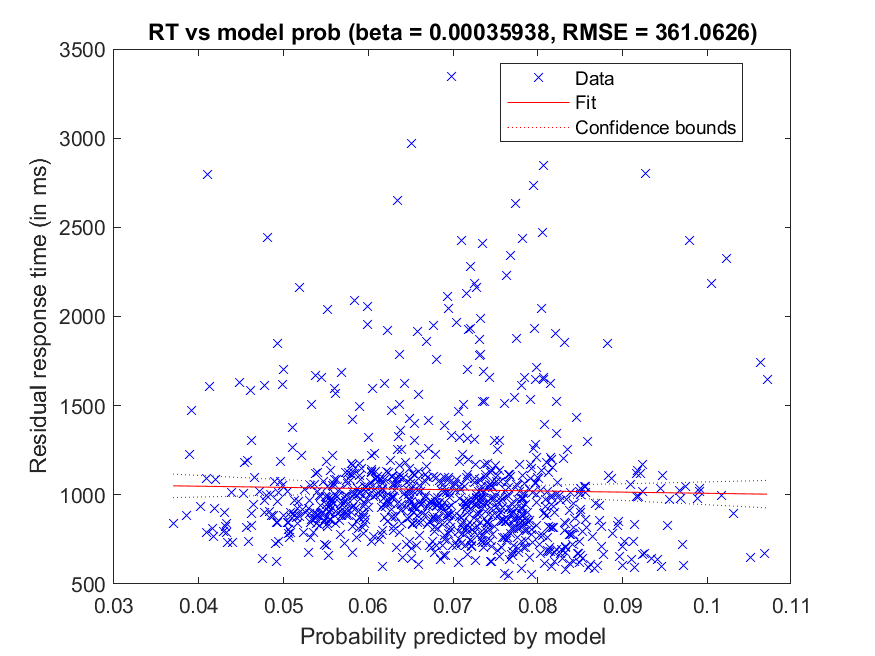 RT vs model prob (beta = 0.00035938, RMSE = 361.0626)
3500
3000
2500
2000
1500
1000
500
Residual response time (in ms)
Data
Fit
Confidence bounds
0.03 0.04 0.05 0.06 0.07 0.08 0.09 0.1 0.11
Probability predicted by model